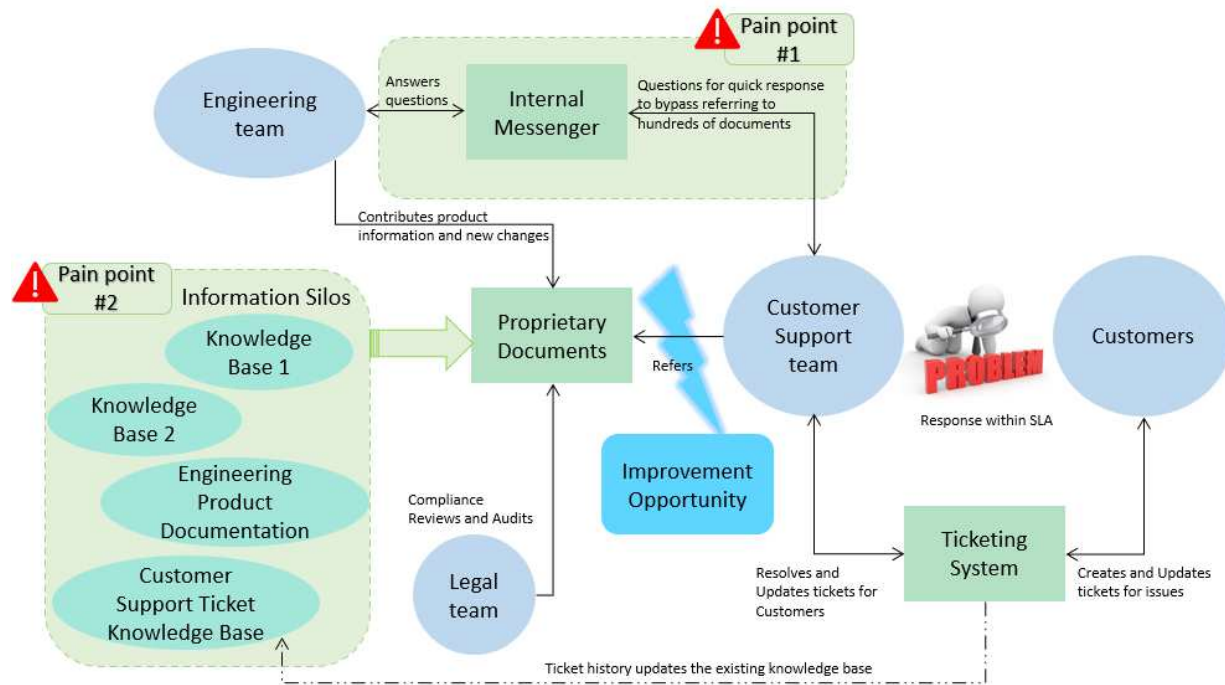 Pain point
#1
Engineering
team
Answers
questions
Internal
Messenger
Questions for quick response
to bypass referring to
hundreds of documents
Contributes product
information and new changes
Pain point
#2
Information Silos
Knowledge
Base 1
Knowledge
Base 2
Engineering
Product
Documentation
Customer
Support Ticket
Knowledge Base
Proprietary
Documents
Refers
Customer
Support
team
PROBLEM
Response within SLA
Customers
Improvement
Opportunity
Compliance
Reviews and Audits
Legal
team
Resolves and
Updates tickets for
Customers
Ticketing
System
Creates and Updates
tickets for issues
Ticket history updates the existing knowledge base